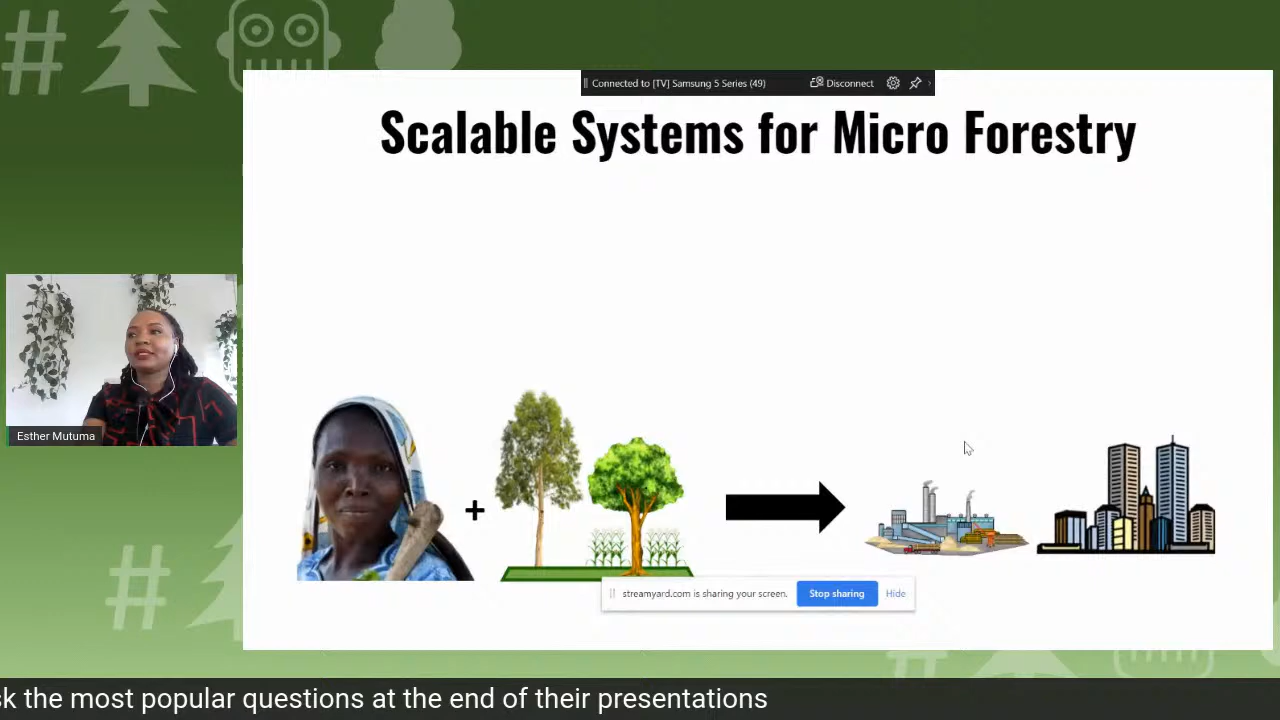 Connected to [TV] Samsung 5 Series (49)
Disconnect
Scalable Systems for Micro Forestry
Esther Mutuma
+
streamyard.com is sharing your screen.
Stop sharing
Hide
the most popular questions at the end of their presentations